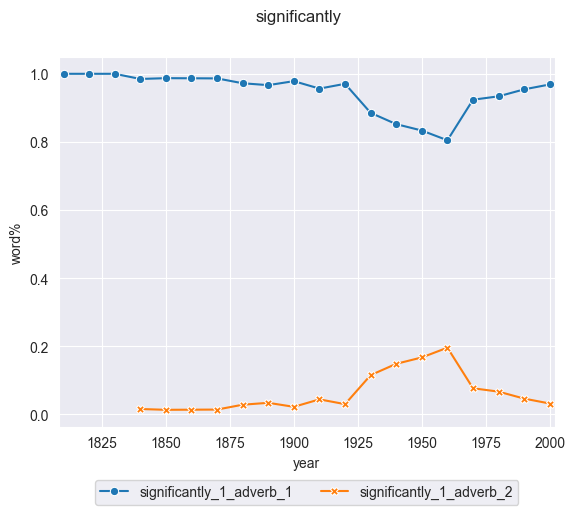 significantly
1.0
0.8
0.6
0.4
0.2
0.0
word%
1825 1850 1875 1900 1925 1950 1975 2000
year
significantly_1_adverb_1 significantly_1_adverb_2